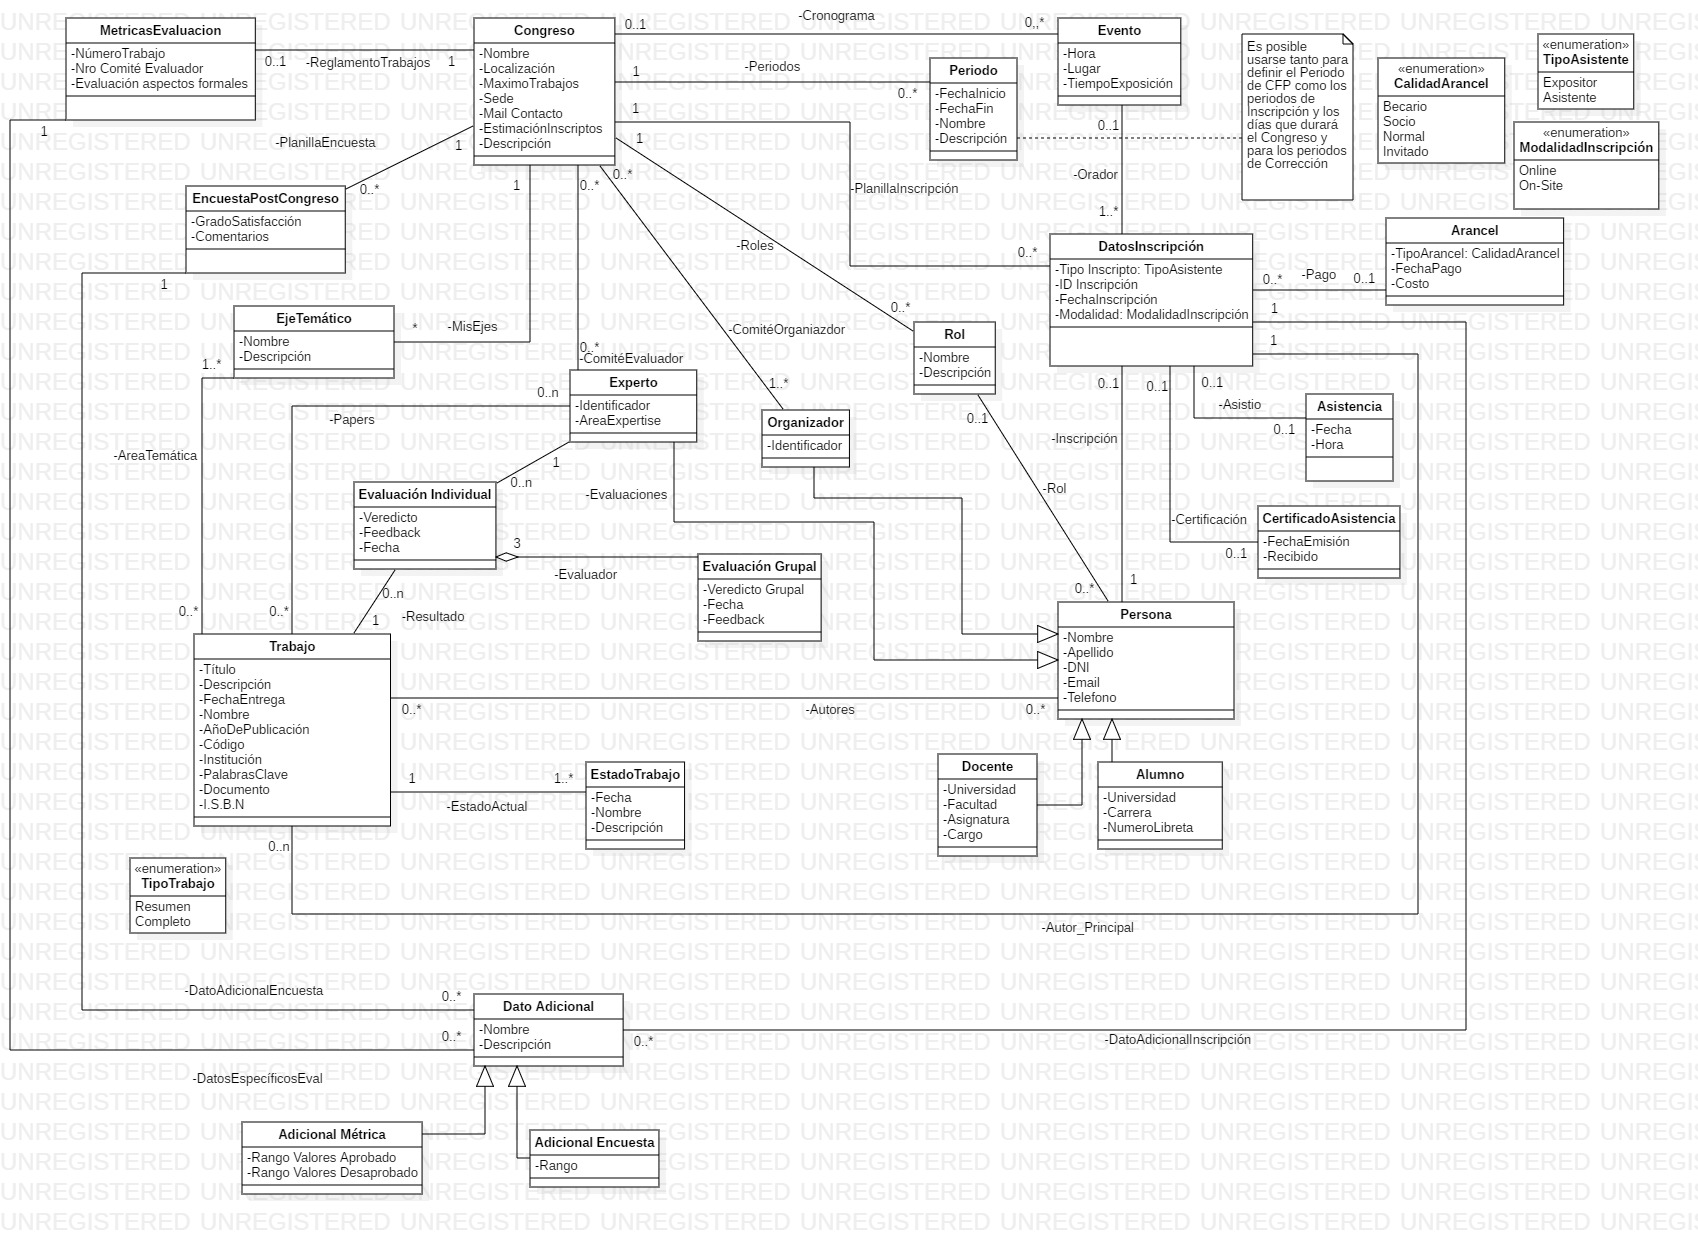 MetricasEvaluacion
-NúmeroTrabajo
-Nro Comité Evaluador
-Evaluación aspectos formales
0..1
-ReglamentoTrabajos
1
1
Congreso
-Nombre
-Localización
-MaximoTrabajos
-Sede
-Mail Contacto
-EstimaciónInscriptos
-Descripción
0..1
-Cronograma
0,,*
Evento
-Hora
-Lugar
-TiempoExposición
1
-Periodos
0..*
Periodo
-FechaInicio
-FechaFin
-Nombre
-Descripción
Es posible
usarse tanto para
definir el Periodo
de CFP como los
periodos de
Inscripción y los
días que durará
el Congreso y
para los periodos
de Corrección
«enumeration»
CalidadArancel
Becario
Socio
Normal
Invitado
«enumeration»
TipoAsistente
Expositor
Asistente
«enumeration»
ModalidadInscripción
Online
On-Site
-PlanillaEncuesta
1
0..*
EncuestaPostCongreso
-GradoSatisfacción
-Comentarios
1
1
-PlanillaInscripción
0..*
1
-Roles
0..*
0..1
-Orador
1..*
DatosInscripción
-Tipo Inscripto: TipoAsistente
-ID Inscripción
-FechaInscripción
-Modalidad: ModalidadInscripción
0..*
-Pago
0..1
Arancel
-TipoArancel: CalidadArancel
-FechaPago
-Costo
1
1
EjeTemático
-Nombre
-Descripción
*
-MisEjes
1
1..*
-AreaTemática
0..*
0..*
0..*
-ComitéEvaluador
0..*
-ComitéOrganiazdor
1..*
Rol
-Nombre
-Descripción
0..1
-Rol
0..*
Experto
-Identificador
-AreaExpertise
0..n
-Papers
0..*
Organizador
-Identificador
1
-Evaluaciones
0..n
Evaluación Individual
-Veredicto
-Feedback
-Fecha
3
-Evaluador
Evaluación Grupal
-Veredicto Grupal
-Fecha
-Feedback
0..n
-Resultado
1
0..1
-Inscripción
1
0..1
-Certificación
0..1
0..1
-Asistio
0..1
Asistencia
-Fecha
-Hora
CertificadoAsistencia
-FechaEmisión
-Recibido
Trabajo
-Título
-Descripción
-FechaEntrega
-Nombre
-AñoDePublicación
-Código
-Institución
-PalabrasClave
-Documento
-I.S.B.N
0..*
-Autores
0..*
Persona
-Nombre
-Apellido
-DNI
-Email
-Telefono
1
-EstadoActual
1..*
EstadoTrabajo
-Fecha
-Nombre
-Descripción
Docente
-Universidad
-Facultad
-Asignatura
-Cargo
Alumno
-Universidad
-Carrera
-NumeroLibreta
0..n
-Autor_Principal
«enumeration»
TipoTrabajo
Resumen
Completo
-DatoAdicionalEncuesta
0..*
0..*
-DatosEspecíficosEval
Dato Adicional
-Nombre
-Descripción
0..*
-DatoAdicionalInscripción
Adicional Métrica
-Rango Valores Aprobado
-Rango Valores Desaprobado
Adicional Encuesta
-Rango
UNREGISTERED